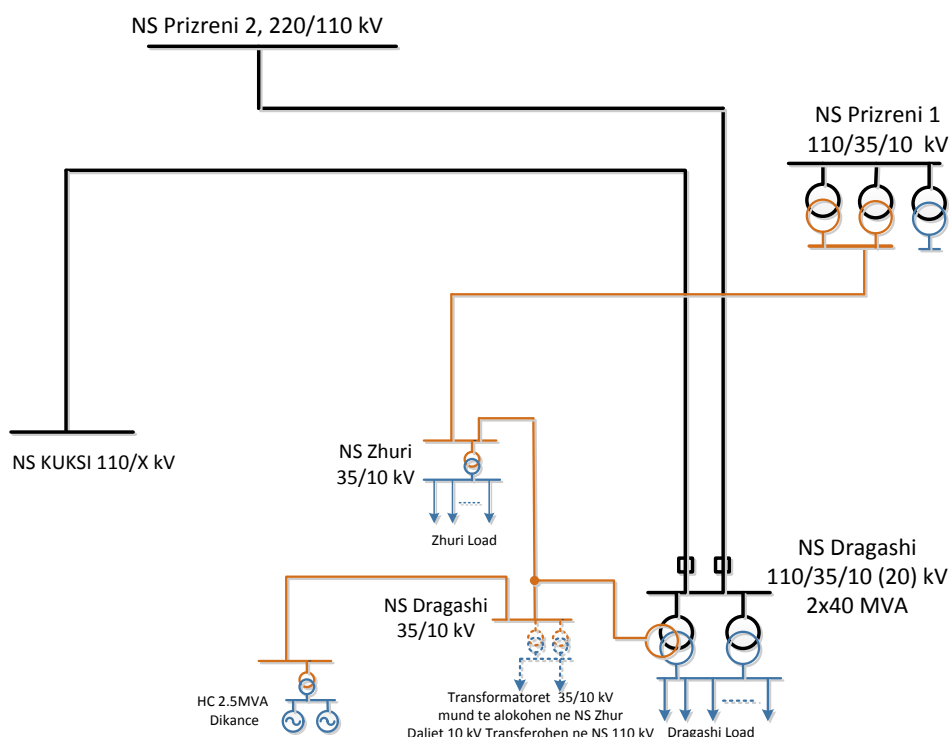 NS Prizreni 2, 220/110 kV
NS Prizreni 1
110/35/10 kV
NS KUKSI 110/X kV
NS Zhuri
35/10 kV
Zhuri Load
NS Dragashi
110/35/10 (20) kV
2x40 MVA
NS Dragashi
35/10 kV
HC 2.5MVA
Dikance
Transformatoret 35/10 kV
mund te alokohen ne NS Zhur
Daljet 10 kV Transferohen ne NS 110 kV
Dragashi Load